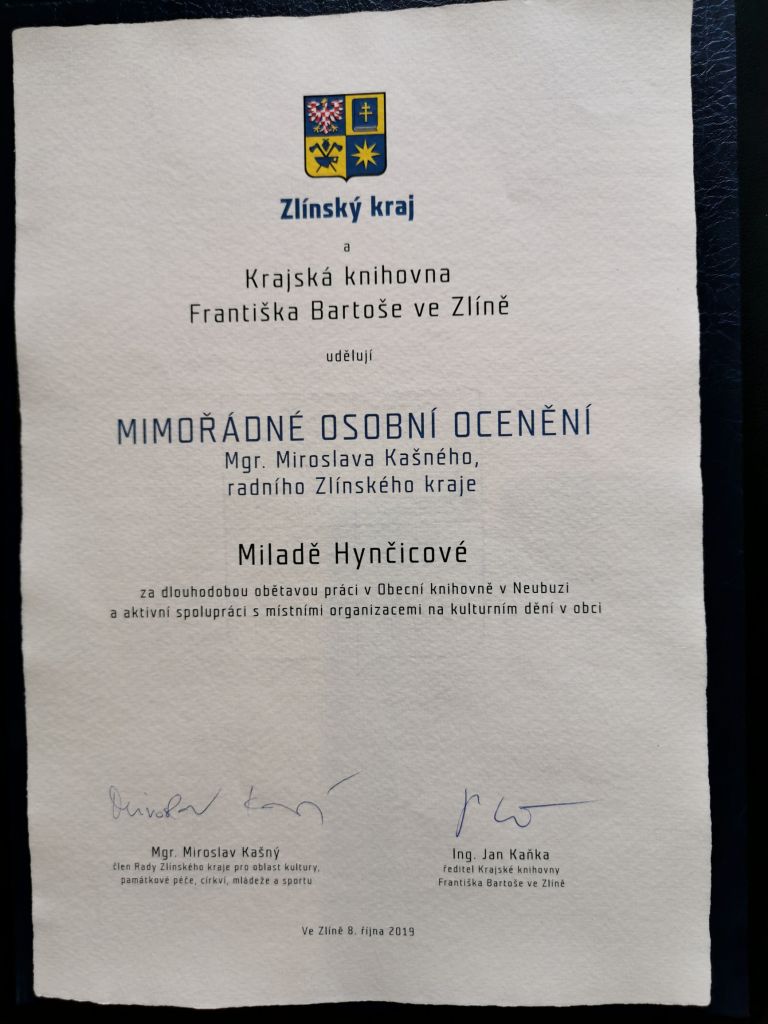 Zlínský kraj
a
Krajská knihovna
Františka Bartoše ve Zlíně
udělují
MIMOŘÁDNÉ OSOBNÍ OCENĚNÍ
Mgr. Miroslava Kašného,
radního Zlínského kraje
Miladě Hynčicové
za dlouhodobou obětavou práci v Obecní knihovně v Neubuzi
a aktivní spolupráci s místními organizacemi na kulturním dění v obci
Miroslav Kašný
Mgr. Miroslav Kašný
člen Rady Zlínského kraje pro oblast kultury,
památkové péče, církví, mládeže a sportu
Ing. Jan Kaňka
ředitel Krajské knihovny
Františka Bartoše ve Zlíně
Ve Zlíně 8. října 2019